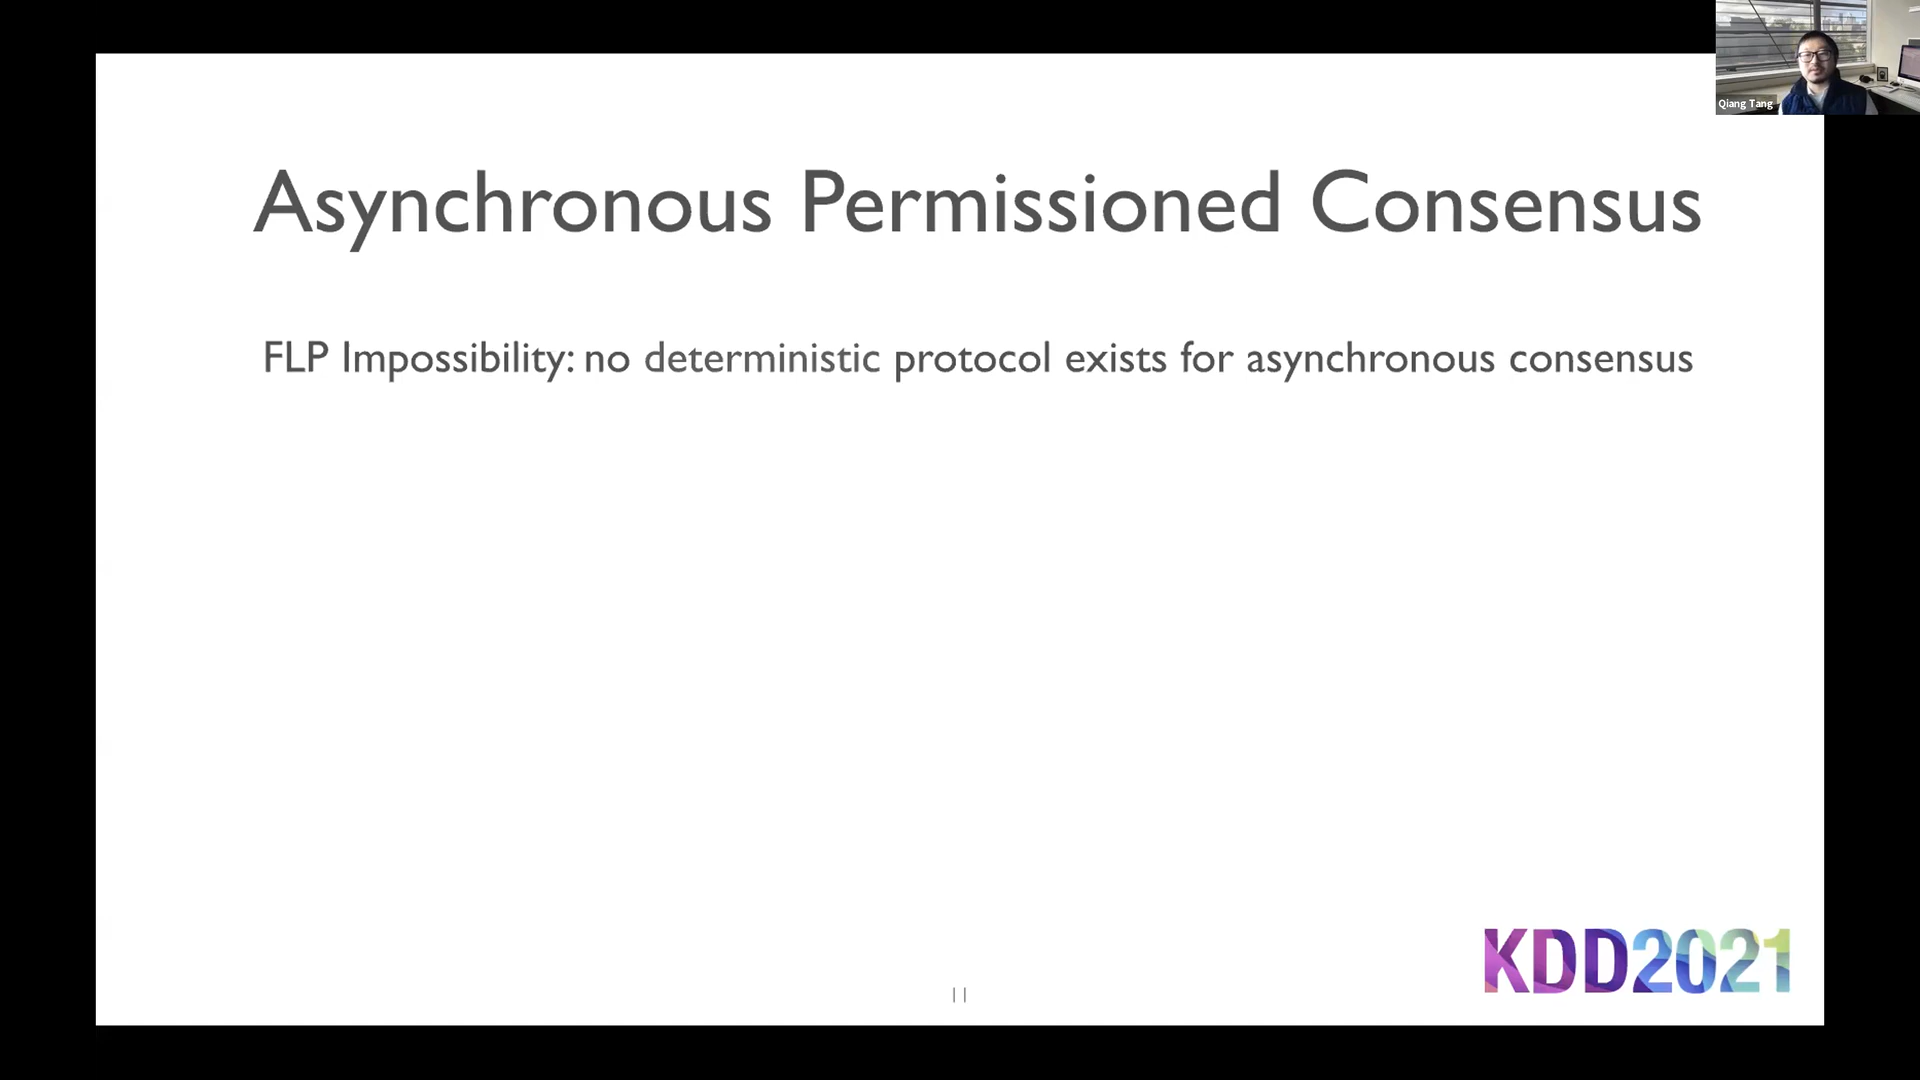 Qiang Tang
Asynchronous Permissioned Consensus
FLP Impossibility: no deterministic protocol exists for asynchronous consensus
KDD2021
11